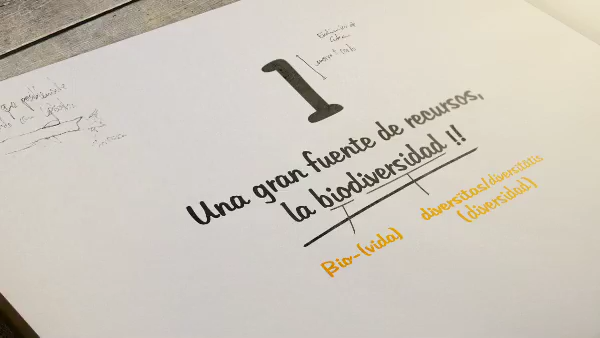 1
Una gran fuente de recursos,
la biodiversidad !!
Bio-(vida)
diversitas/diversitatis
(diversidad)